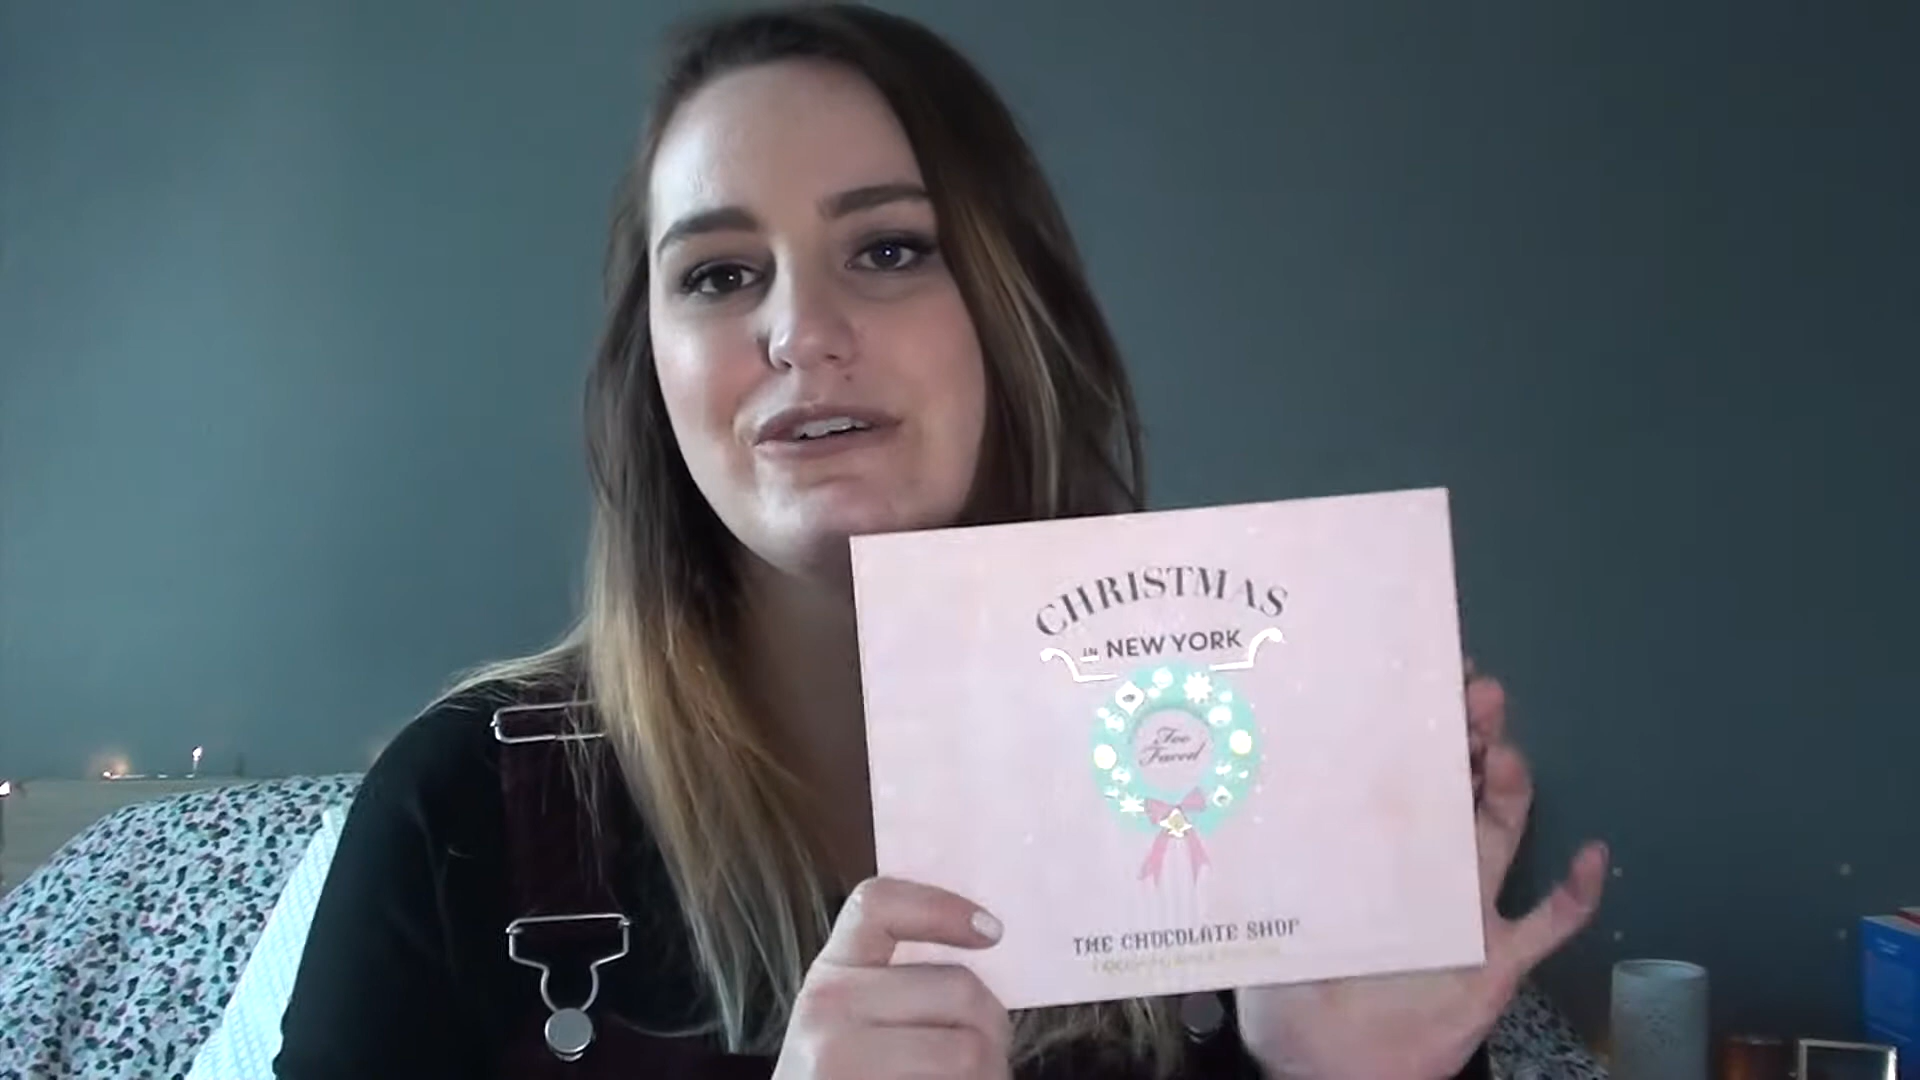 CHRISTMAS
IN NEW YORK
Too
Faced
THE CHOCOLATE SHOP